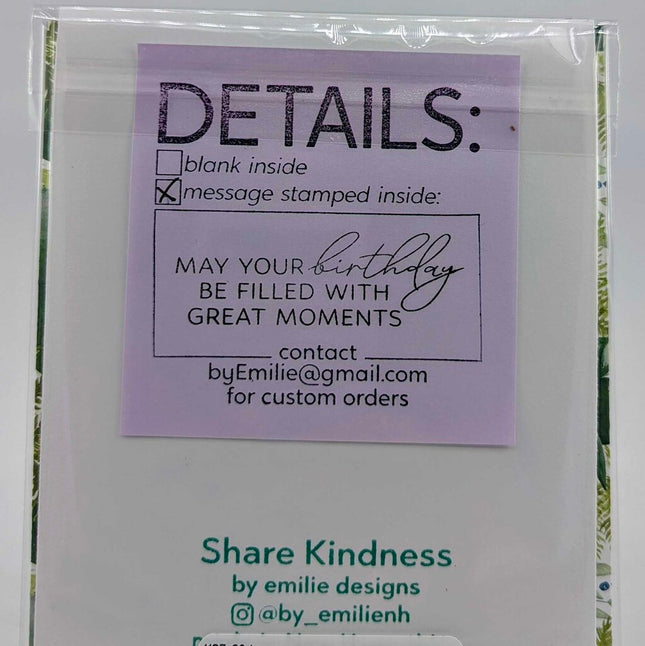 DETAILS:
blank inside
message stamped inside:
MAY YOUR birthday
BE FILLED WITH
GREAT MOMENTS
contact
byEmilie@gmail.com
for custom orders
Share Kindness
by emilie designs
@by_emilienh